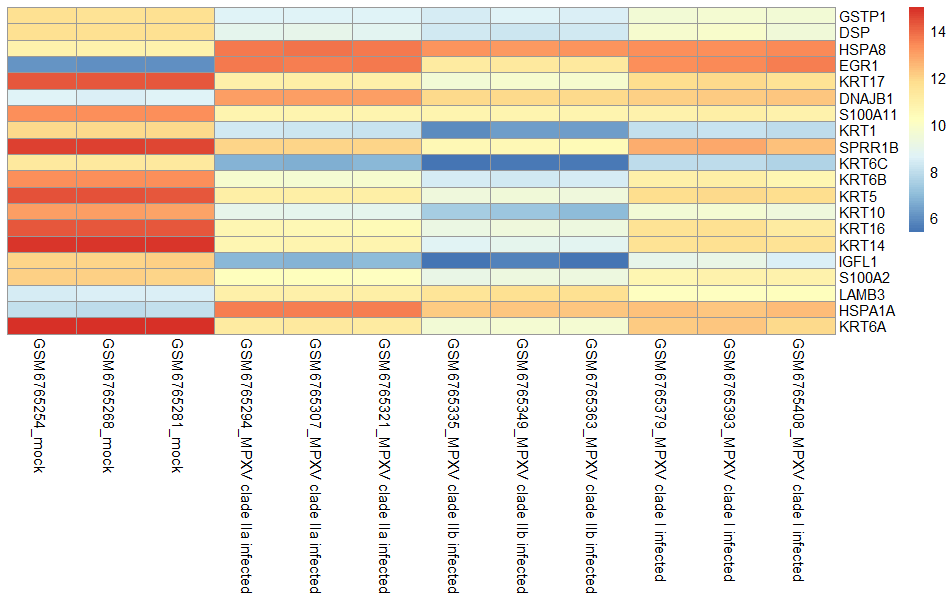 GSTP1
DSP
HSPA8
EGR1
KRT17
DNAJB1
S100A11
KRT1
SPRR1B
KRT6C
KRT6B
KRT5
KRT10
KRT16
KRT14
IGFL1
S100A2
LAMB3
HSPA1A
KRT6A
14
12
10
8
6
GSM6765254_mock
GSM6765268_mock
GSM6765281_mock
GSM6765294_MPXV clade IIa infected
GSM6765307_MPXV clade IIa infected
GSM6765321_MPXV clade IIa infected
GSM6765335_MPXV clade IIb infected
GSM6765349_MPXV clade IIb infected
GSM6765363_MPXV clade IIb infected
GSM6765379_MPXV clade I infected
GSM6765393_MPXV clade I infected
GSM6765408_MPXV clade I infected